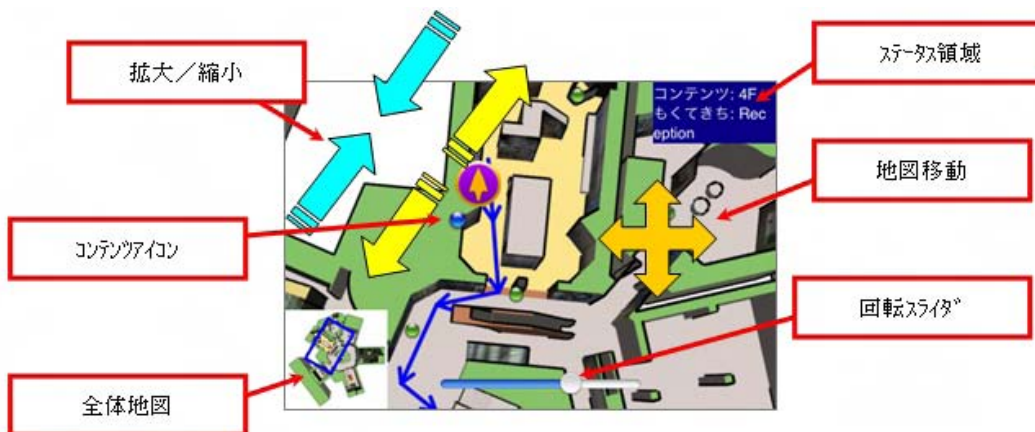 拡大／縮小
ｽﾃｰﾀｽ領域
コンテンツ: 4F
もくてきち: Rec
eption
地図移動
ｺﾝﾃﾝﾂｱｲｺﾝ
回転ｽﾗｲﾀﾞ
全体地図